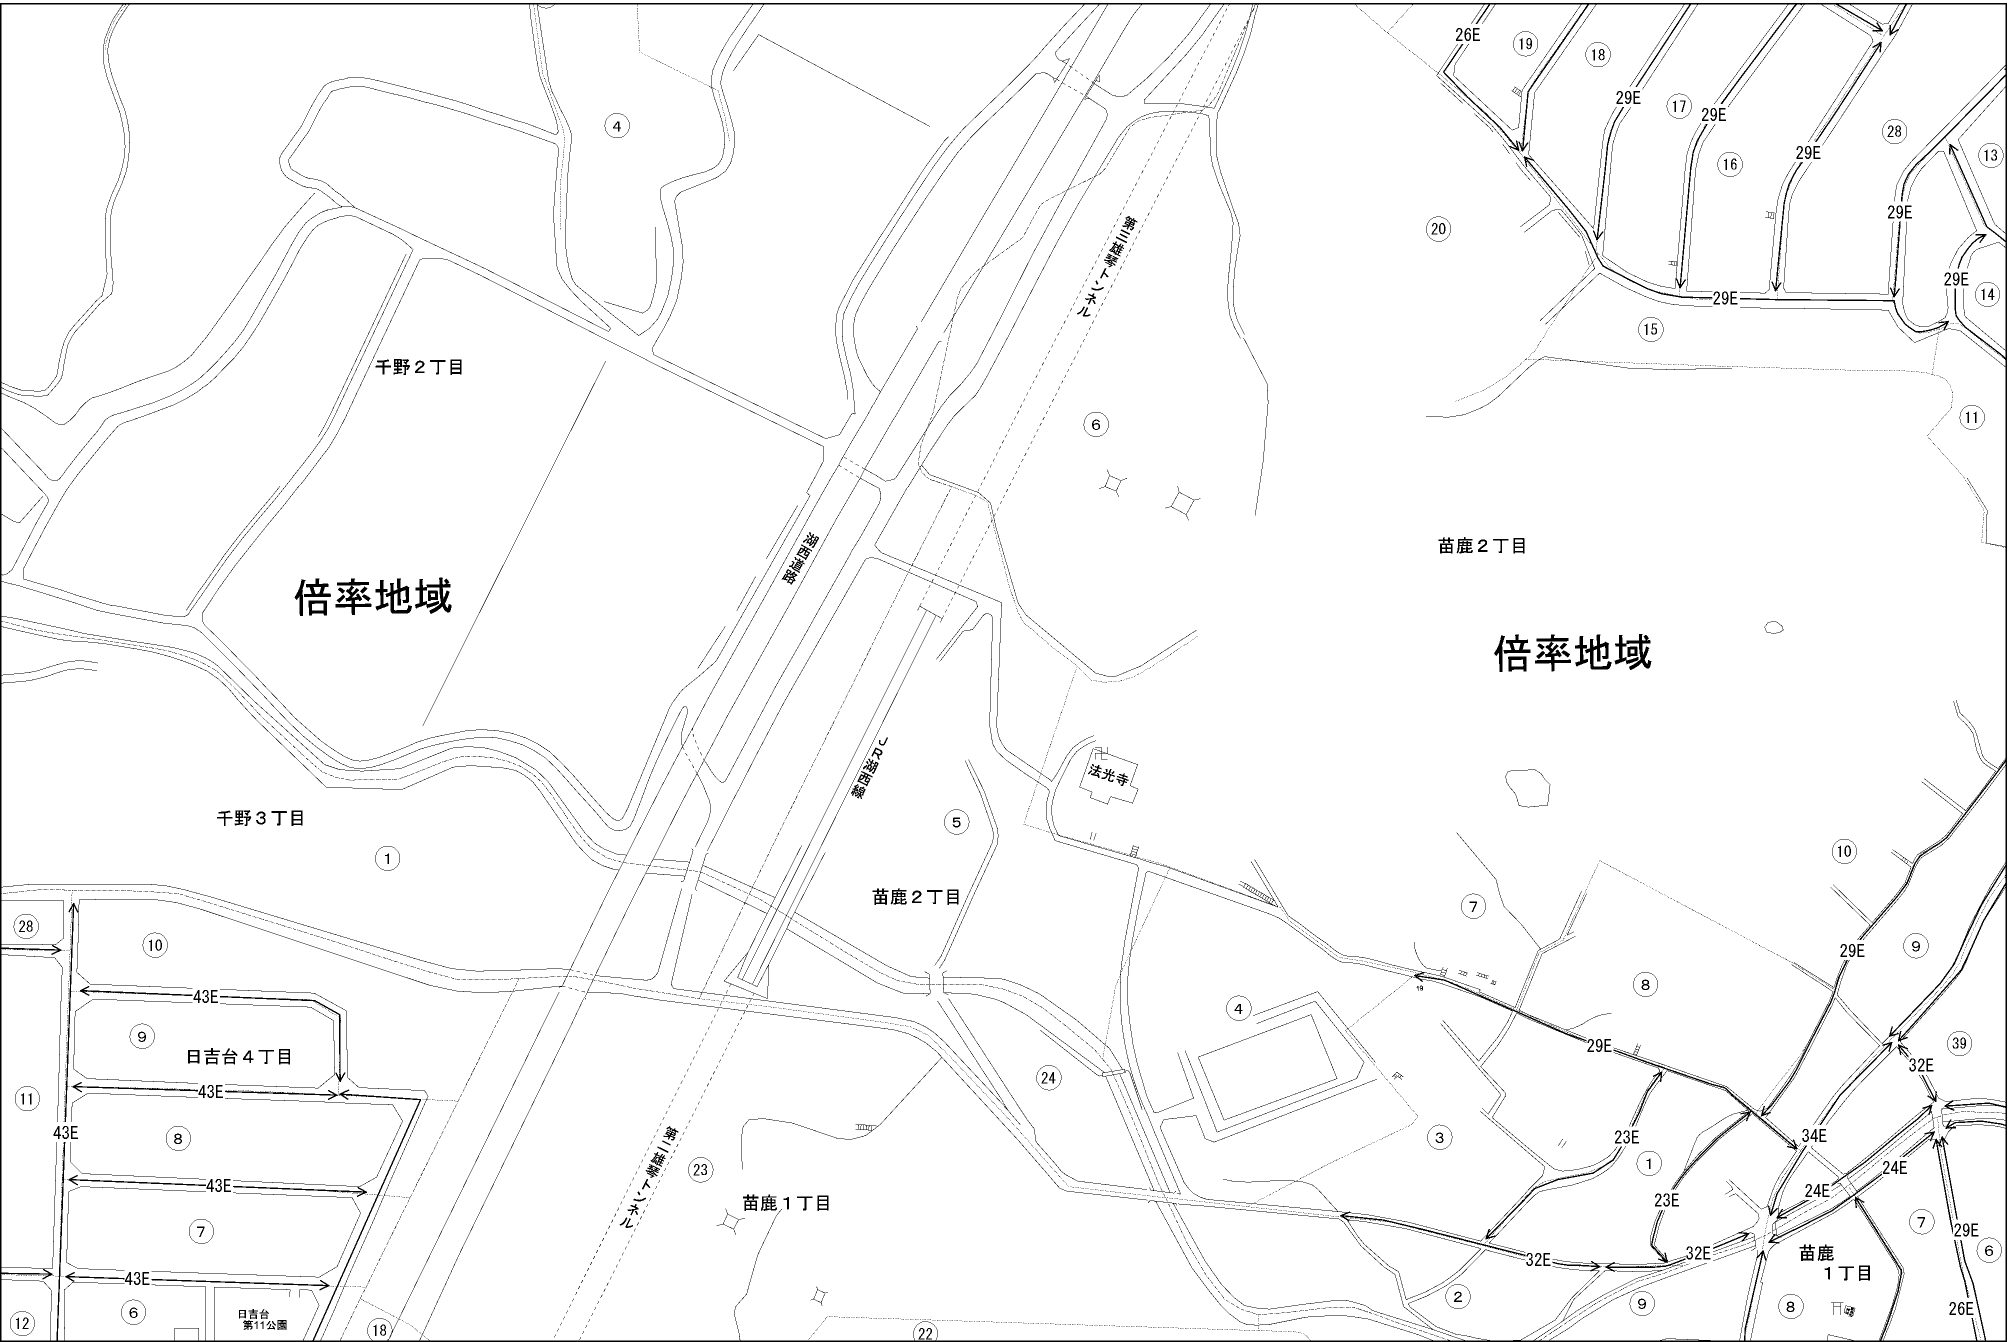 26E
19
18
4
29E
17
29E
28
13
16
29E
29E
20
第三雄琴トンネル
29E
14
29E
15
千野２丁目
6
11
湖西道路
苗鹿２丁目
倍率地域
倍率地域
JR湖西線
法光寺
千野３丁目
5
1
10
苗鹿２丁目
7
28
10
9
29E
8
43E
4
19
9
日吉台４丁目
29E
39
32E
24
11
43E
8
43E
3
23E
34E
1
24E
第二雄琴トンネル
23
43E
苗鹿１丁目
23E
24E
7
7
29E
6
32E
32E
苗鹿
１丁目
43E
2
9
8
26E
12
6
日吉台
第11公園
18
22